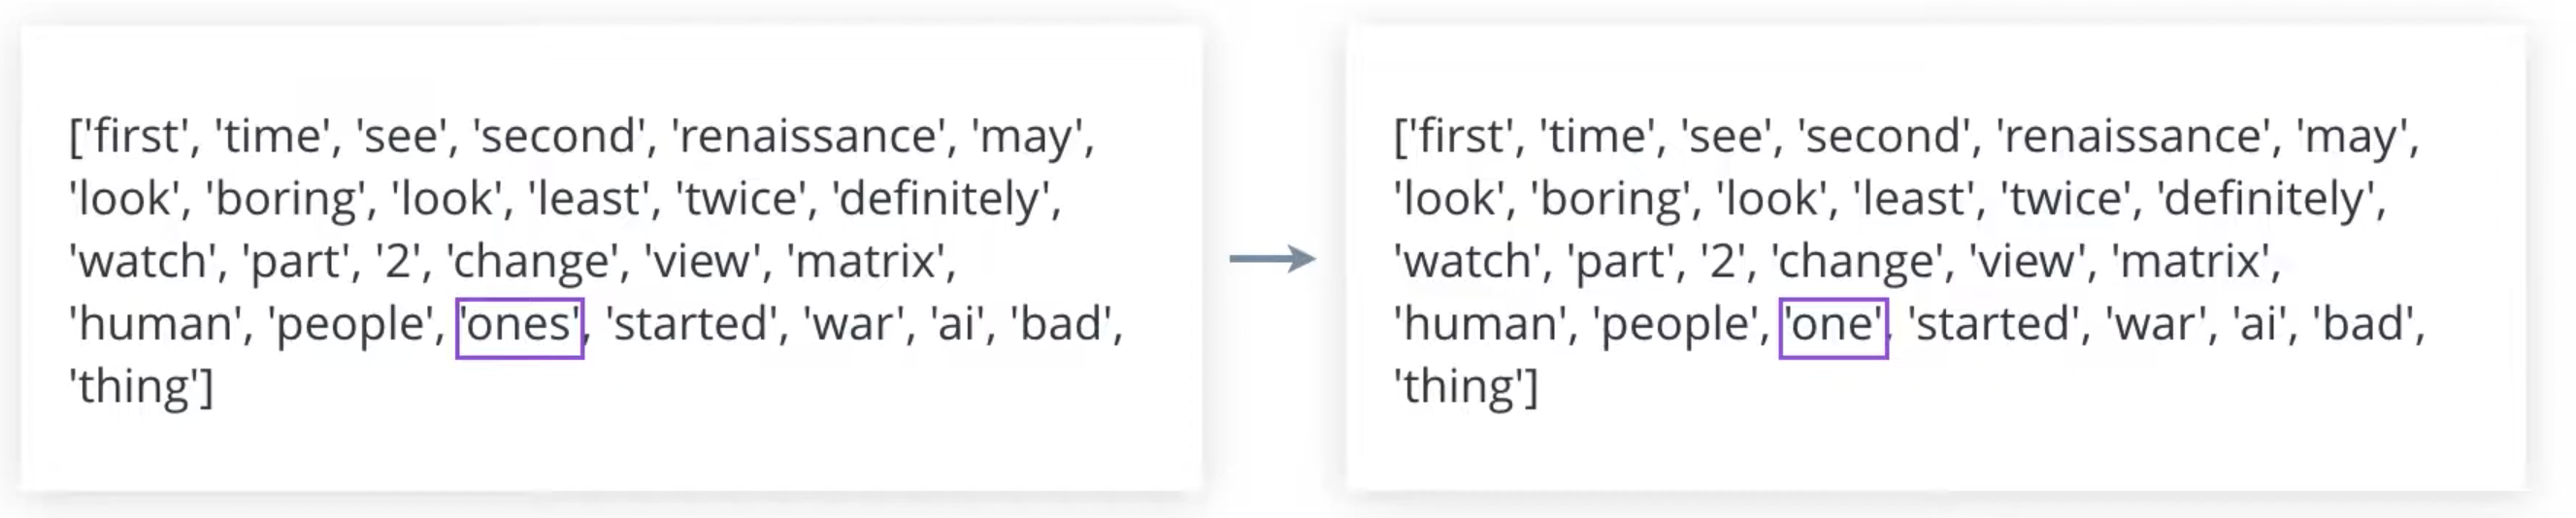 ['first', 'time', 'see', 'second', 'renaissance', 'may',
'look', 'boring', 'look', 'least', 'twice', 'definitely',
'watch', 'part', '2', 'change', 'view', 'matrix',
'human', 'people', 'ones', 'started', 'war', 'ai', 'bad',
'thing']
['first', 'time', 'see', 'second', 'renaissance', 'may',
'look', 'boring', 'look', 'least', 'twice', 'definitely',
'watch', 'part', '2', 'change', 'view', 'matrix',
'human', 'people', 'one', 'started', 'war', 'ai', 'bad',
'thing']